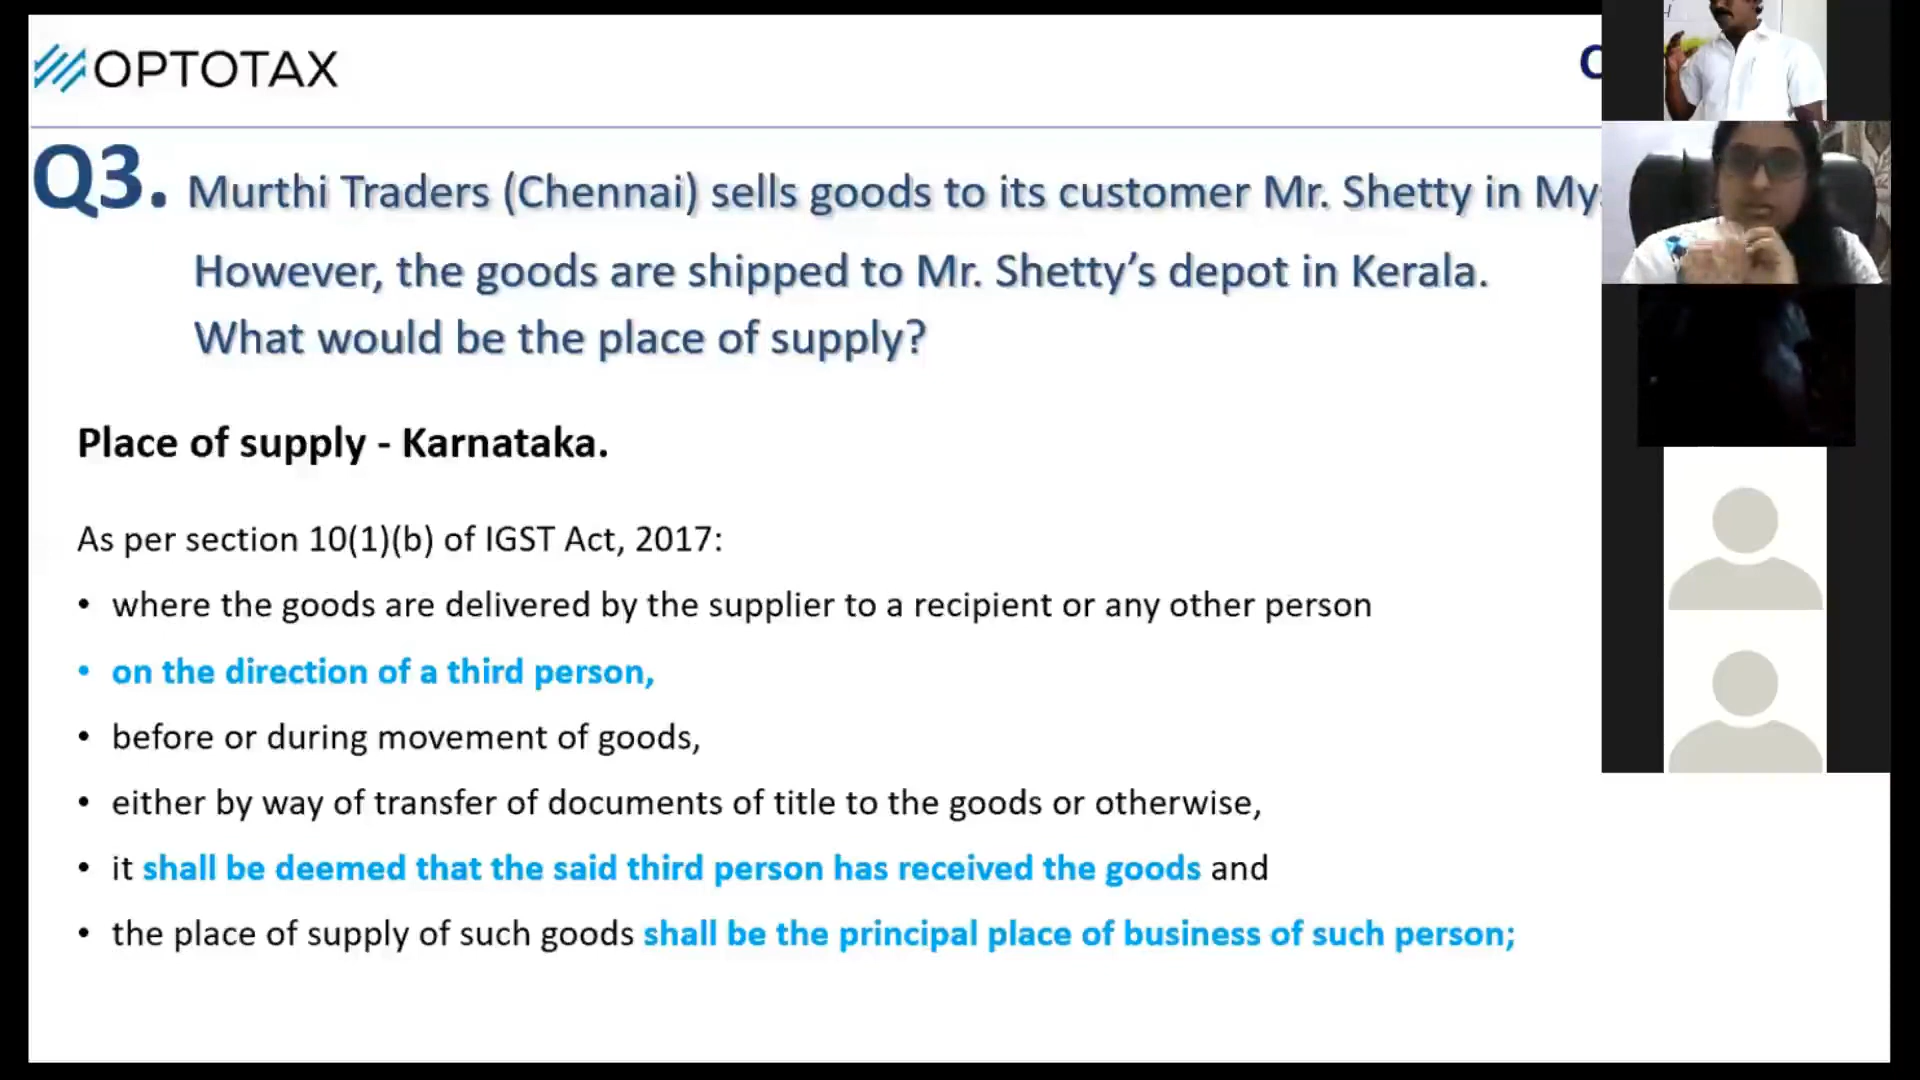 OPTOTAX
Q3. Murthi Traders (Chennai) sells goods to its customer Mr. Shetty in
However, the goods are shipped to Mr. Shetty’s depot in Kerala.
What would be the place of supply?
Place of supply - Karnataka.
As per section 10(1)(b) of IGST Act, 2017:
• where the goods are delivered by the supplier to a recipient or any other person
• on the direction of a third person,
• before or during movement of goods,
• either by way of transfer of documents of title to the goods or otherwise,
• it shall be deemed that the said third person has received the goods and
• the place of supply of such goods shall be the principal place of business of such person;